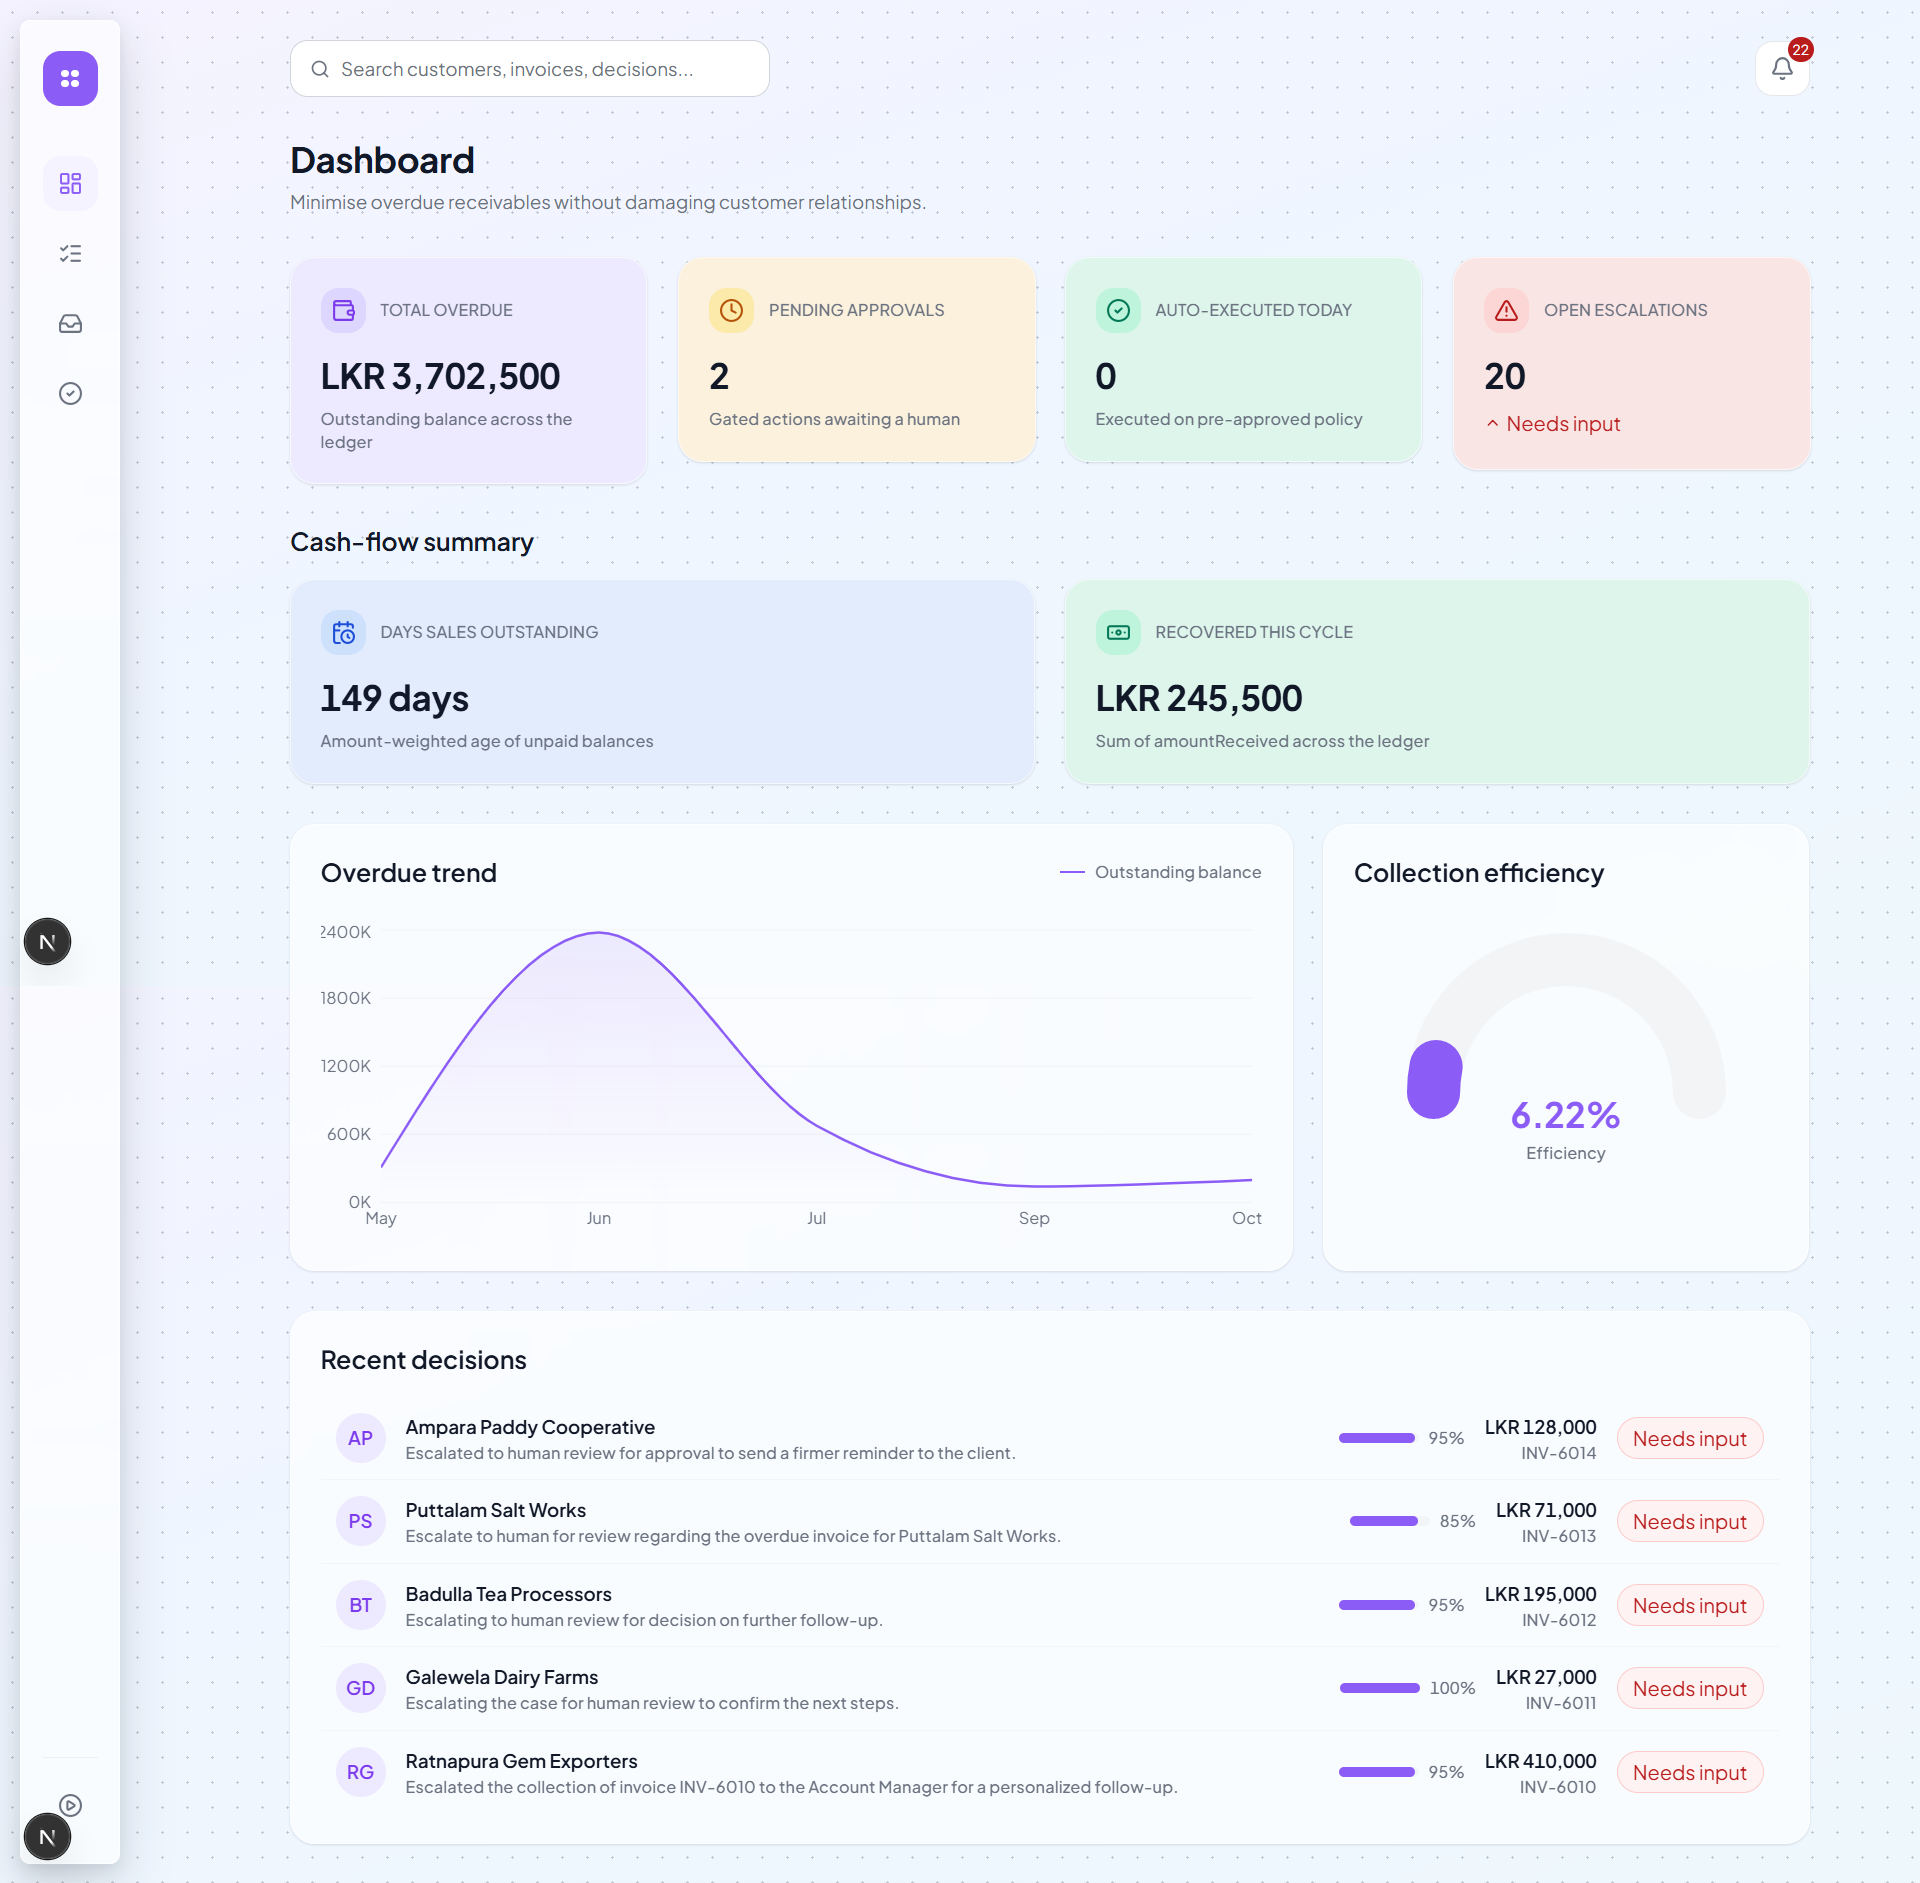 Search customers, invoices, decisions...
22
Dashboard
Minimise overdue receivables without damaging customer relationships.
TOTAL OVERDUE
LKR 3,702,500
Outstanding balance across the
ledger
PENDING APPROVALS
2
Gated actions awaiting a human
AUTO-EXECUTED TODAY
0
Executed on pre-approved policy
OPEN ESCALATIONS
20
Needs input
Cash-flow summary
DAYS SALES OUTSTANDING
149 days
Amount-weighted age of unpaid balances
RECOVERED THIS CYCLE
LKR 245,500
Sum of amountReceived across the ledger
Overdue trend
Outstanding balance
2400K
1800K
1200K
600K
0K
May Jun Jul Sep Oct
Collection efficiency
6.22%
Efficiency
N
Recent decisions
AP
Ampara Paddy Cooperative
Escalated to human review for approval to send a firmer reminder to the client.
95%
LKR 128,000
INV-6014
Needs input
PS
Puttalam Salt Works
Escalate to human for review regarding the overdue invoice for Puttalam Salt Works.
85%
LKR 71,000
INV-6013
Needs input
BT
Badulla Tea Processors
Escalating to human review for decision on further follow-up.
95%
LKR 195,000
INV-6012
Needs input
GD
Galewela Dairy Farms
Escalating the case for human review to confirm the next steps.
100%
LKR 27,000
INV-6011
Needs input
RG
Ratnapura Gem Exporters
Escalated the collection of invoice INV-6010 to the Account Manager for a personalized follow-up.
95%
LKR 410,000
INV-6010
Needs input
N